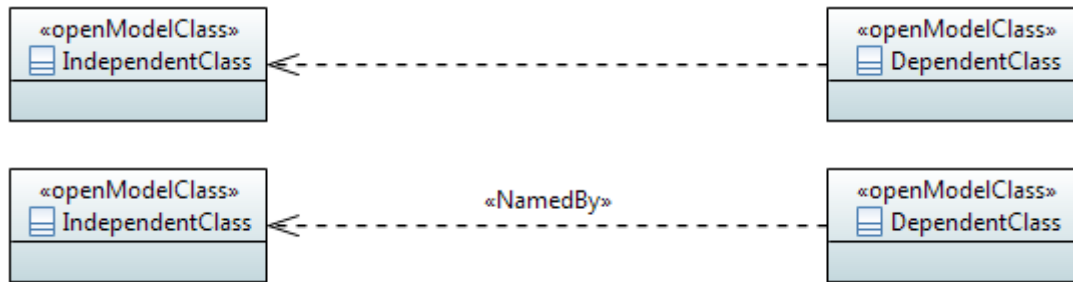 «openModelClass»
IndependentClass
«openModelClass»
DependentClass
«openModelClass»
IndependentClass
«NamedBy»
«openModelClass»
DependentClass